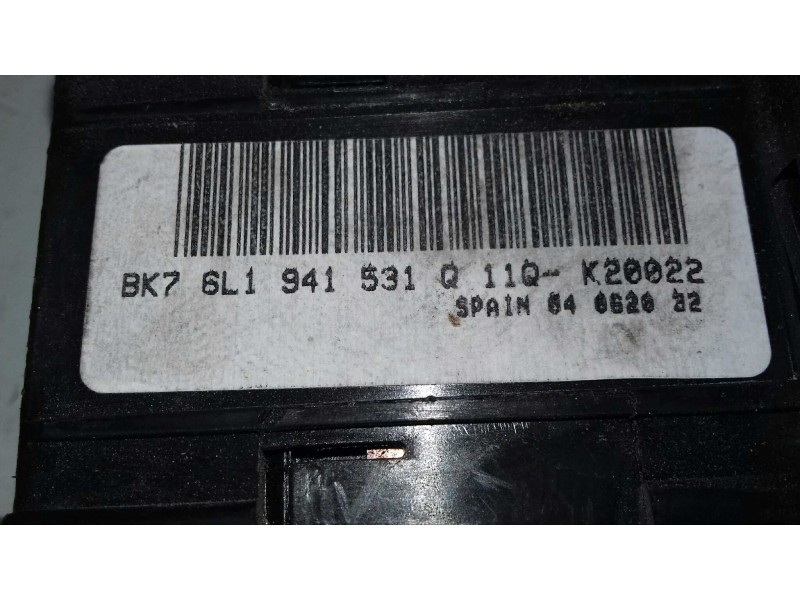 BK7 6L1 941 531 Q 11Q- K20022
SPAIN 04 0620 32